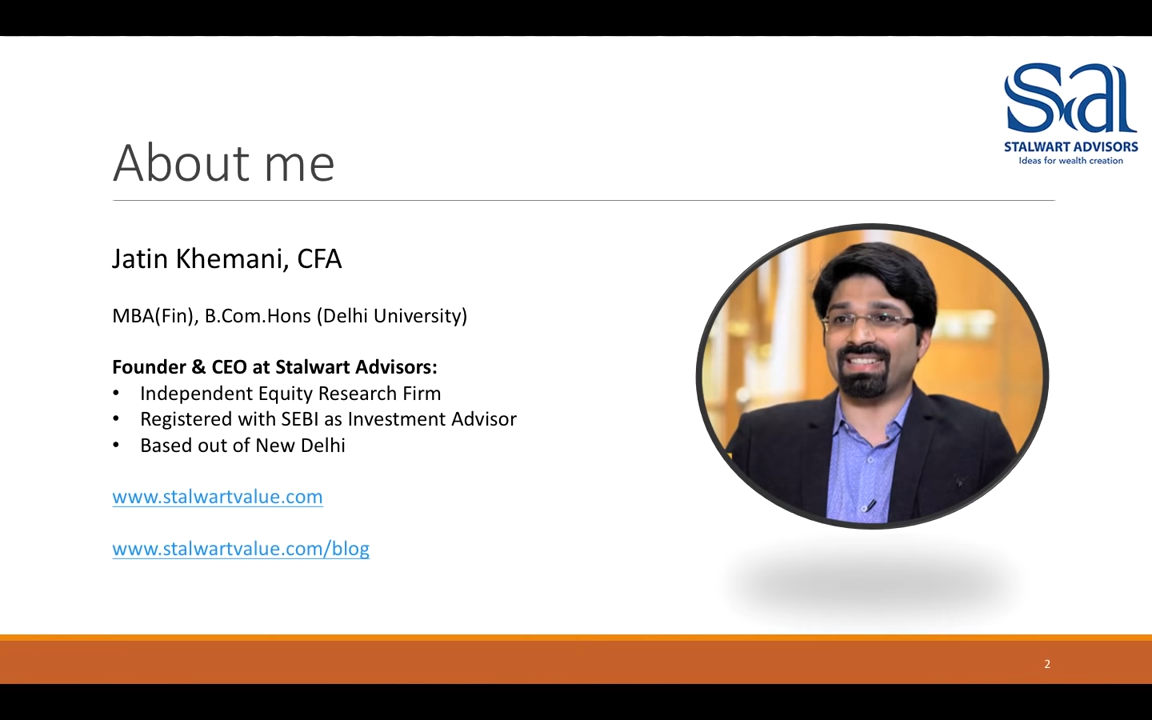 Sal
STALWART ADVISORS
Ideas for wealth creation
About me
Jatin Khemani, CFA
MBA(Fin), B.Com.Hons (Delhi University)
Founder & CEO at Stalwart Advisors:
• Independent Equity Research Firm
• Registered with SEBI as Investment Advisor
• Based out of New Delhi
www.stalwartvalue.com
www.stalwartvalue.com/blog
2